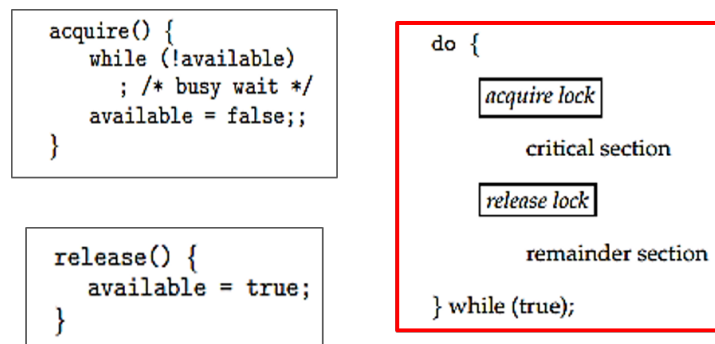 acquire() {
while (!available)
; /* busy wait */
available = false;;
}
release() {
available = true;
}
do {
acquire lock
critical section
release lock
remainder section
} while (true);